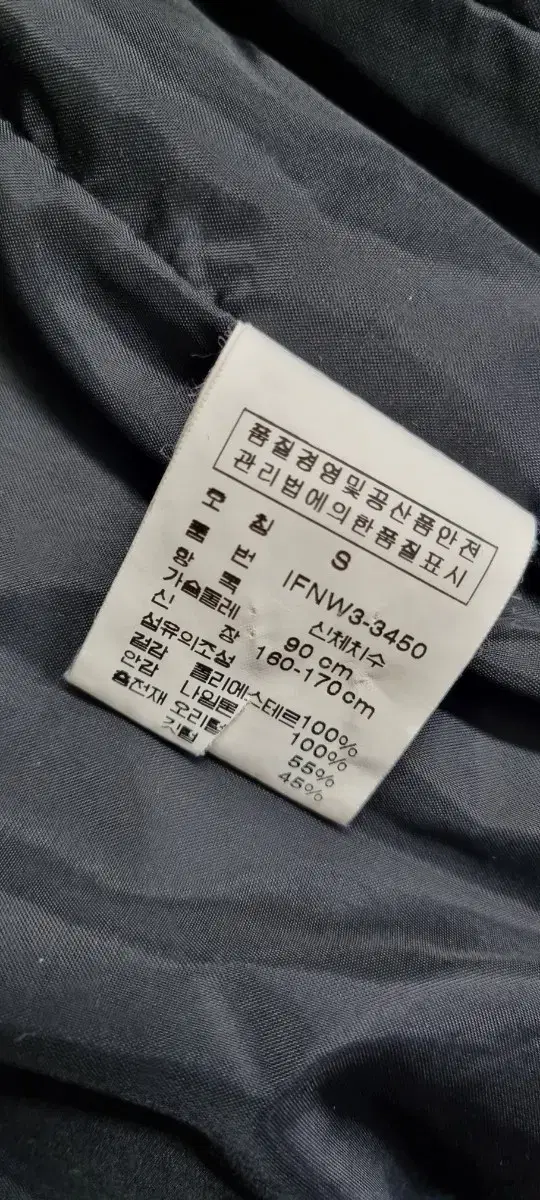 품질경영및공산품안전
관리법에의한품질표시
호 칭 S
품 번 IFNW3-3450
항 목 신체치수
가슴둘레 90 cm
신 장 160-170cm
섬유의조성
겉감 폴리에스테르100%
안감 나일론 100%
충전재 오리털 55%
깃털 45%